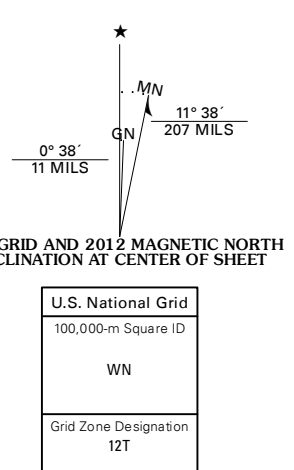 ★
MN
GN
11° 38´
207 MILS
0° 38´
11 MILS
GRID AND 2012 MAGNETIC NORTH
CLINATION AT CENTER OF SHEET
U.S. National Grid
100,000-m Square ID
WN
Grid Zone Designation
12T